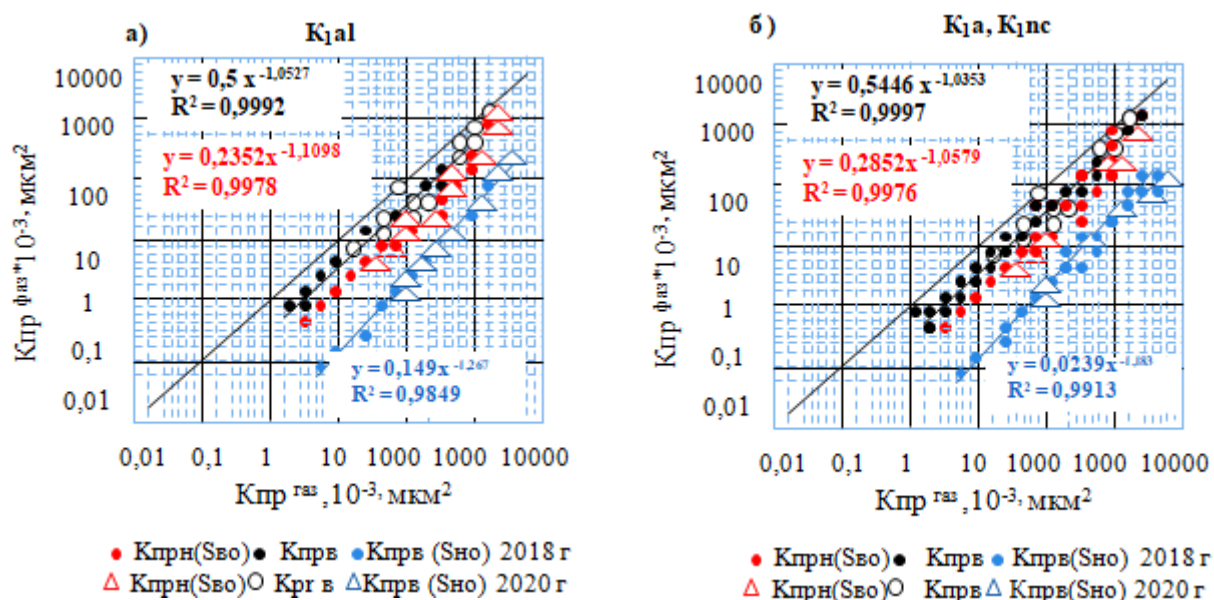 а) K₁al
10000
1000
100
10
1
0,1
0,01
Кпр ᶠᵃᶻ*10⁻³, мкм²
y = 0,5 x ⁻¹,⁰⁵²⁷
R² = 0,9992
y = 0,2352x⁻¹,¹⁰⁹⁸
R² = 0,9978
y = 0,149x⁻¹,²⁶⁷
R² = 0,9849
0,01 0,1 1 10 1000 1000 10000
Кпр газ ,10⁻³, мкм²
Кпрн(Sво) Кпрв Кпрв (Sно) 2018 г
Кпрн(Sво) Kpr в Кпрв (Sно) 2020 г
б) K₁a, K₁nc
10000
1000
100
10
1
0,1
0,01
Кпр фаз*10⁻³, мкм²
y = 0,5446 x ⁻¹,⁰³⁵³
R² = 0,9997
y = 0,2852x⁻¹,⁰⁵⁷⁹
R² = 0,9976
y = 0,0239x⁻¹,¹⁸³
R² = 0,9913
0,01 0,1 1 10 1000 1000 10000
Кпр газ ,10⁻³, мкм²
Кпрн(Sво) Кпрв Кпрв(Sно) 2018 г
Кпрн(Sво) Кпрв Кпрв(Sно) 2020 г